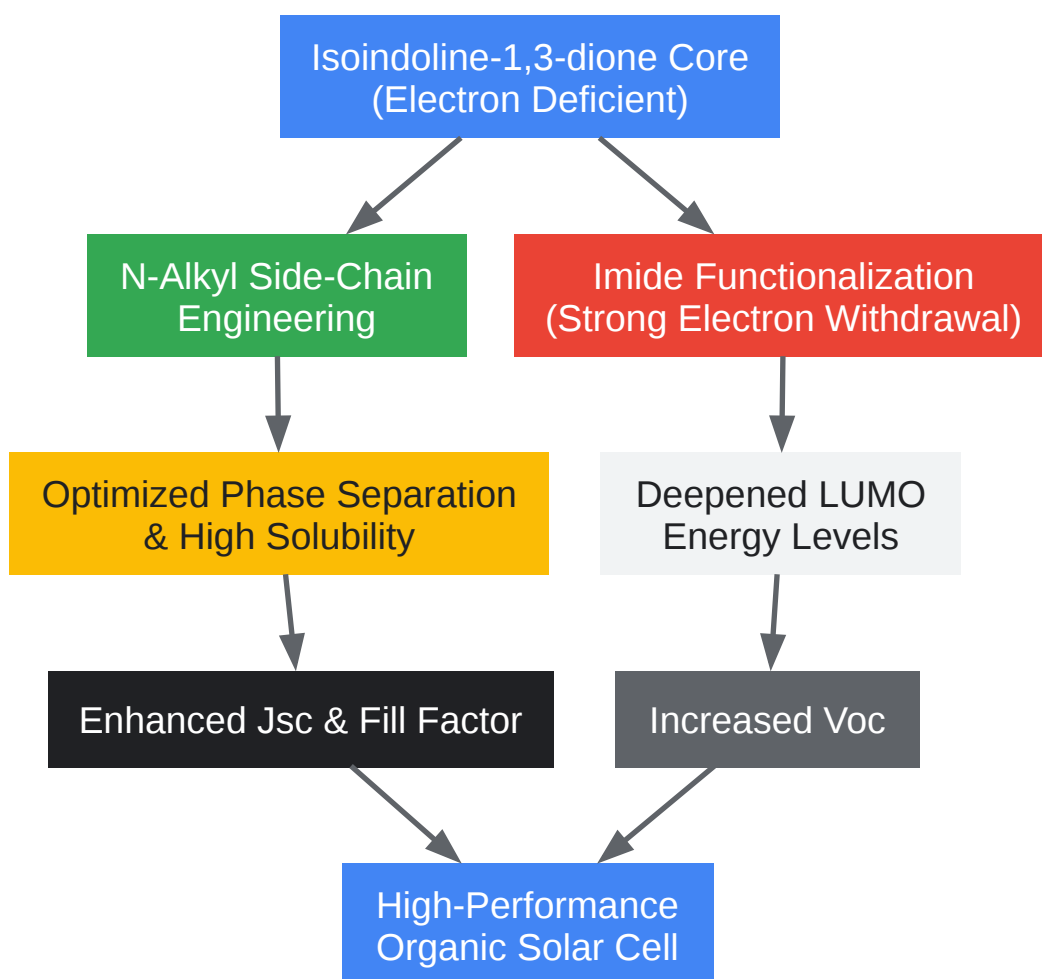 Isoindoline-1,3-dione Core
(Electron Deficient)
N-Alkyl Side-Chain
Engineering
Imide Functionalization
(Strong Electron Withdrawal)
Optimized Phase Separation
& High Solubility
Deepened LUMO
Energy Levels
Enhanced Jsc & Fill Factor
Increased Voc
High-Performance
Organic Solar Cell